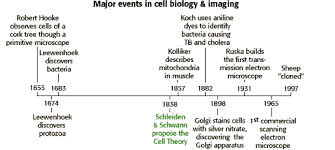 Major events in cell biology & imaging
Robert Hooke
observes cells of a
cork tree though a
primitive microscope
Leewenhoek
discovers
bacteria
Kolliker
describes
mitochondria
in muscle
Koch uses aniline
dyes to identify
bacteria causing
TB and cholera
Ruska builds
the first trans-
mission electron
microscope
Sheep
"cloned"
1655 1683 1857 1882 1931 1997
1674 1838 1898 1965
Leewenhoek
discovers
protozoa
Schleiden
& Schwann
propose the
Cell Theory
Golgi stains cells
with silver nitrate,
discovering the
Golgi apparatus
1st commercial
scanning
electron
microscope